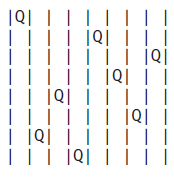 |Q| | | | | | | |
| | | | |Q| | | |
| | | | | | | |Q|
| | | | | |Q| | |
| | |Q| | | | | |
| | | | | | |Q| |
| |Q| | | | | | |
| | | |Q| | | | |